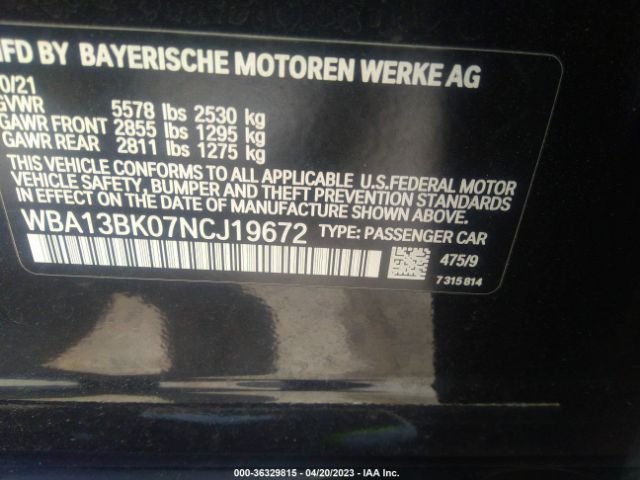 MFD BY BAYERISCHE MOTOREN WERKE AG
0/21
GVWR 5578 lbs 2530 kg
GAWR FRONT 2855 lbs 1295 kg
GAWR REAR 2811 lbs 1275 kg
THIS VEHICLE CONFORMS TO ALL APPLICABLE U.S.FEDERAL MOTOR
VEHICLE SAFETY, BUMPER AND THEFT PREVENTION STANDARDS
IN EFFECT ON THE DATE OF MANUFACTURE SHOWN ABOVE.
WBA13BK07NCJ19672 TYPE: PASSENGER CAR
475/9
7 315 814
000-36329815 - 04/20/2023 - IAA Inc.